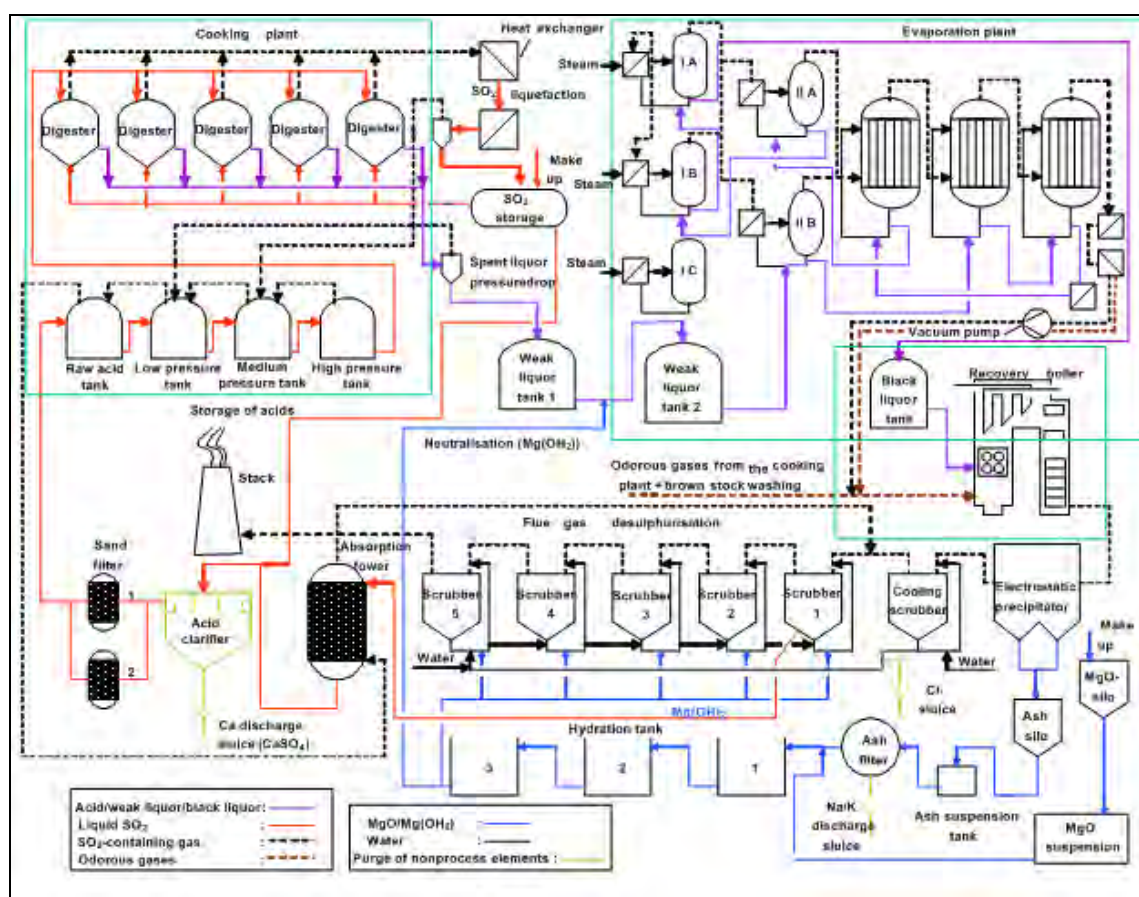 Cooking plant
Heat exchanger
SO2 liquefaction
Digester
Digester
Digester
Digester
Digester
Make up
SO2 storage
Spent liquor pressuredrop
Raw acid tank
Low pressure tank
Medium pressure tank
High pressure tank
Storage of acids
Evaporation plant
Steam
Steam
Steam
I A
I B
I C
II A
II B
Vacuum pump
Weak liquor tank 1
Weak liquor tank 2
Black liquor tank
Recovery boiler
Neutralisation (Mg(OH2))
Odorous gases from the cooking
plant + brown stock washing
Stack
Flue gas desulphurisation
Sand filter
1
2
Acid clarifier
Absorption tower
Scrubber 5
Scrubber 4
Scrubber 3
Scrubber 2
Scrubber 1
Cooling scrubber
Electrostatic precipitator
Water
Water
Make up
MgO-silo
Mg(OH)2
Cl-
sluice
Ash silo
Ca discharge
sluice (CaSO4)
Hydration tank
3
2
1
Ash filter
Na/K discharge sluice
Ash suspension tank
MgO suspension
Acid/weak liquor/black liquor:
Liquid SO2 :
SO2-containing gas :
Odorous gases :
MgO/Mg(OH2) :
Water :
Purge of nonprocess elements :